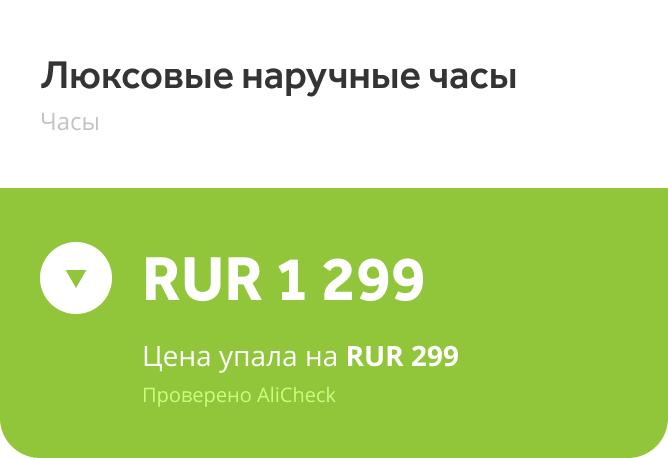 Люксовые наручные часы
Часы
RUR 1 299
Цена упала на RUR 299
Проверено AliCheck